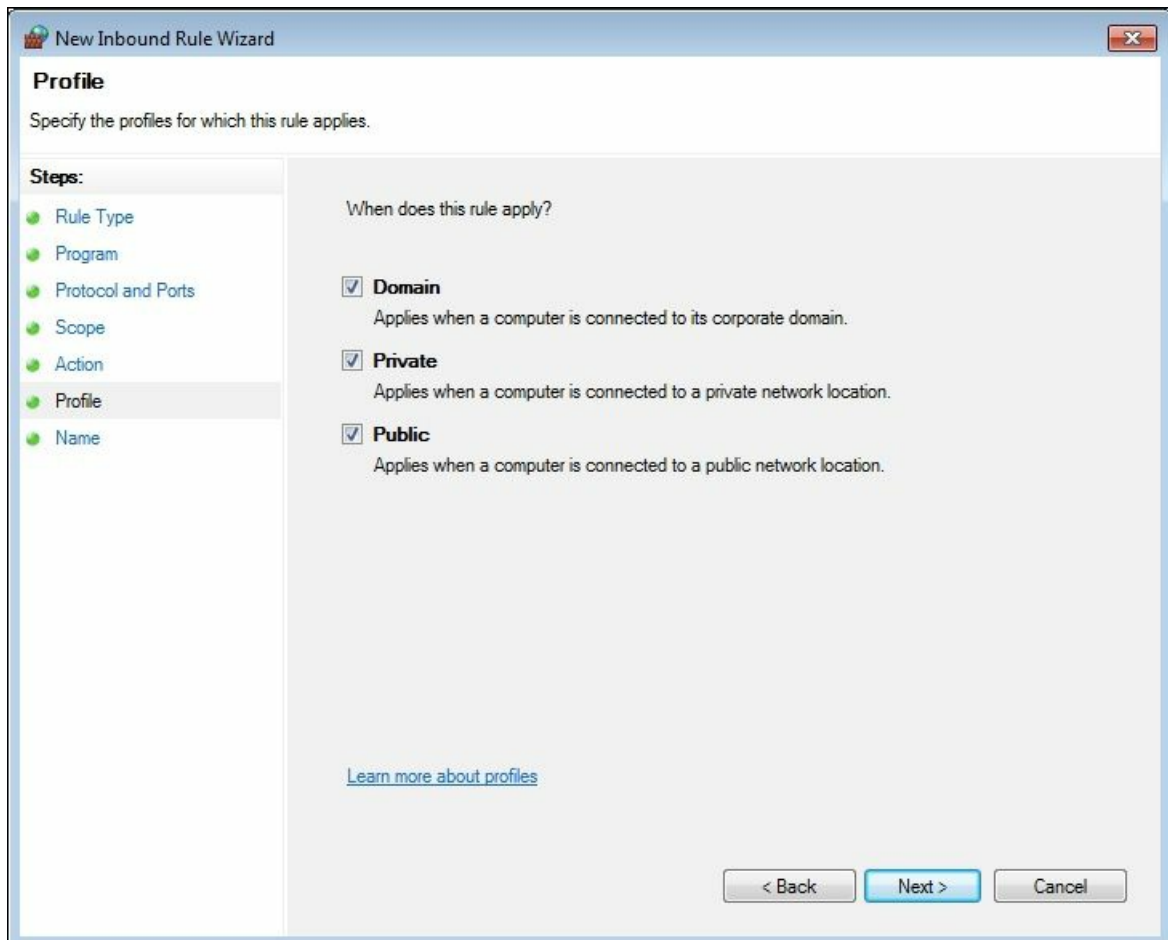 New Inbound Rule Wizard
Profile
Specify the profiles for which this rule applies.
Steps:
Rule Type
Program
Protocol and Ports
Scope
Action
Profile
Name
When does this rule apply?
Domain
Applies when a computer is connected to its corporate domain.
Private
Applies when a computer is connected to a private network location.
Public
Applies when a computer is connected to a public network location.
Learn more about profiles
< Back
Next >
Cancel